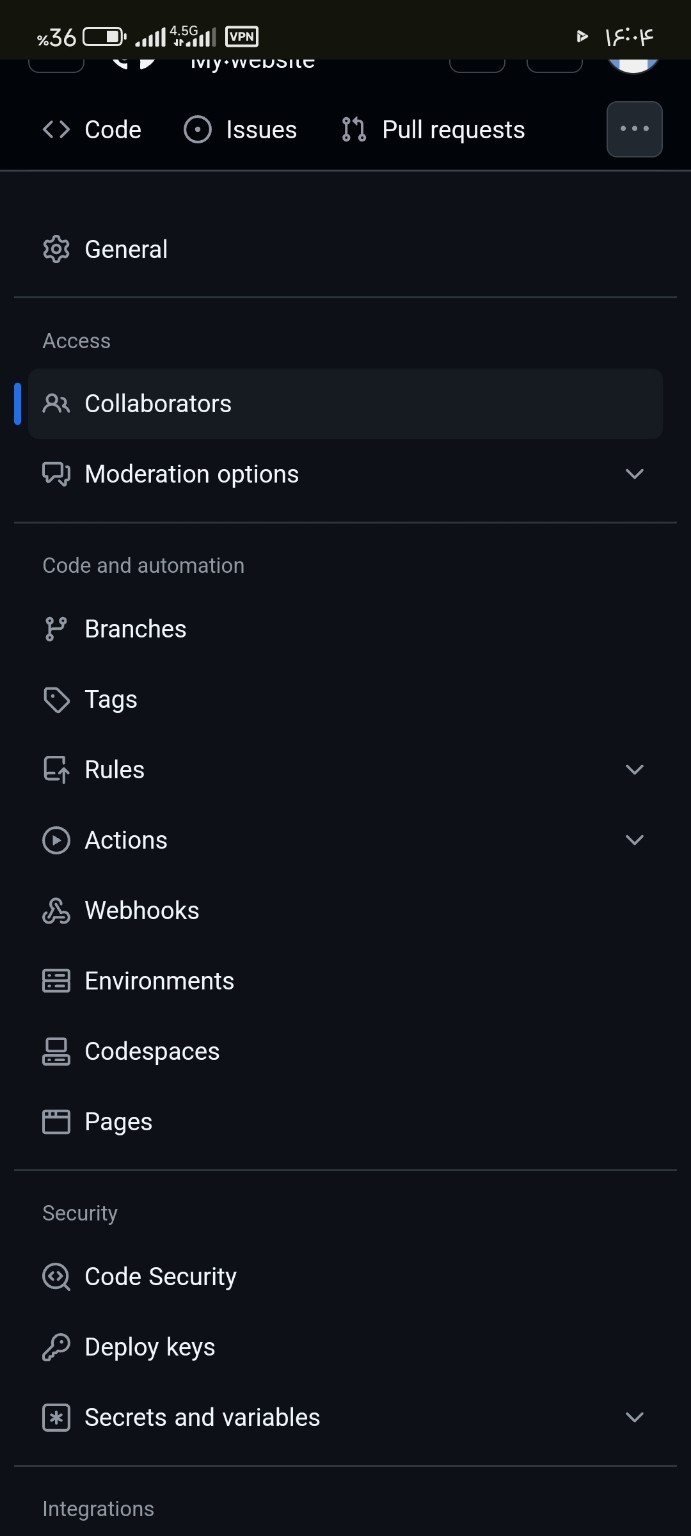 %36 4.5G VPN ۱۶:۰۴
My-website
Code Issues Pull requests
General
Access
Collaborators
Moderation options
Code and automation
Branches
Tags
Rules
Actions
Webhooks
Environments
Codespaces
Pages
Security
Code Security
Deploy keys
Secrets and variables
Integrations